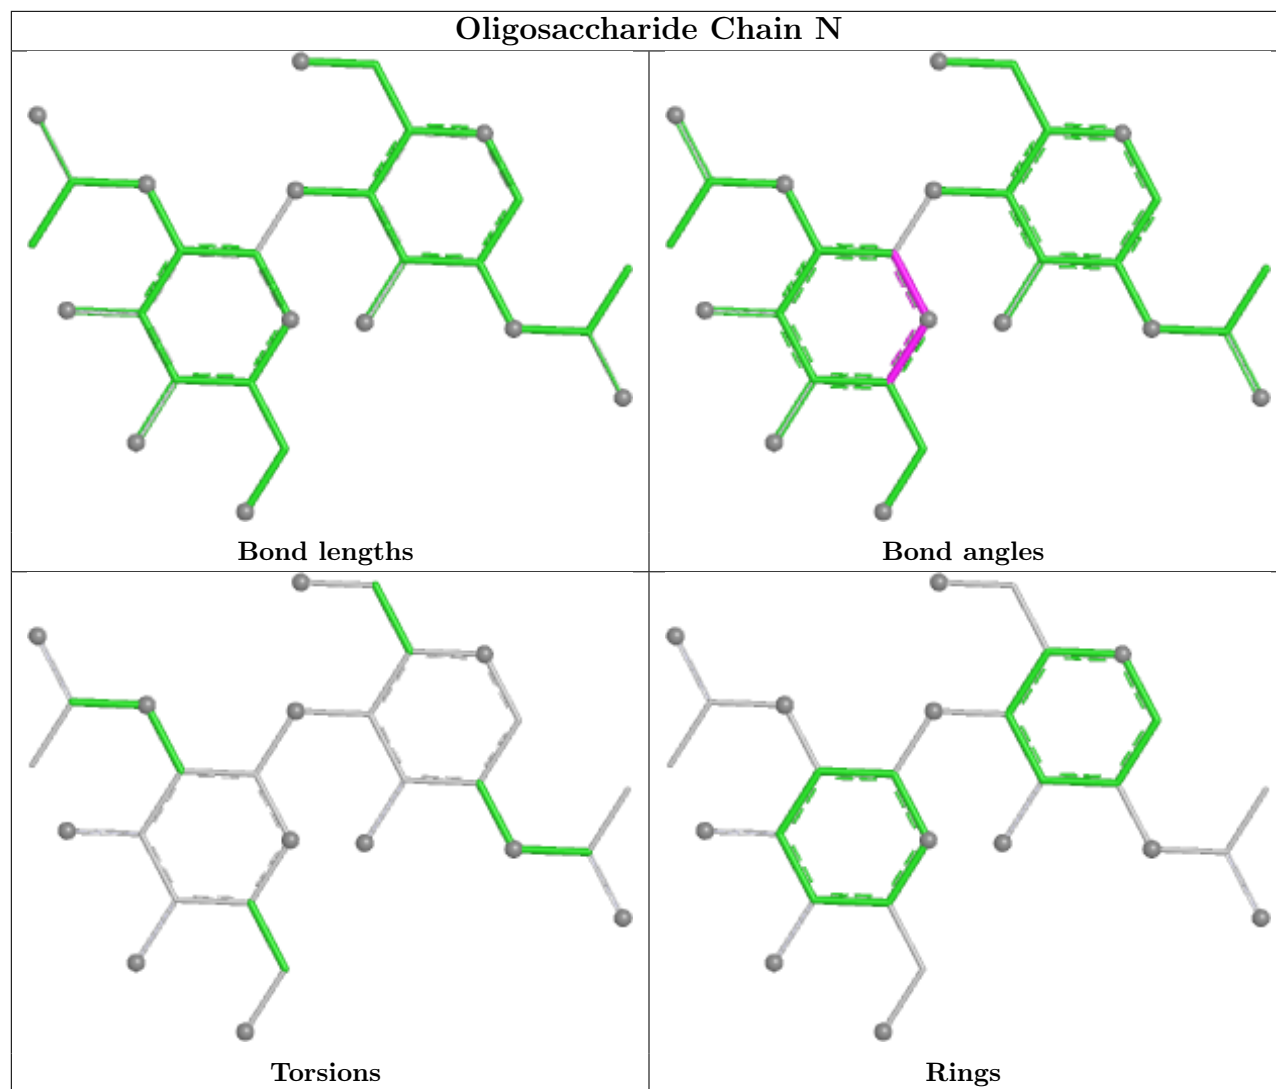 Oligosaccharide Chain N
Bond lengths
Bond angles
Torsions
Rings